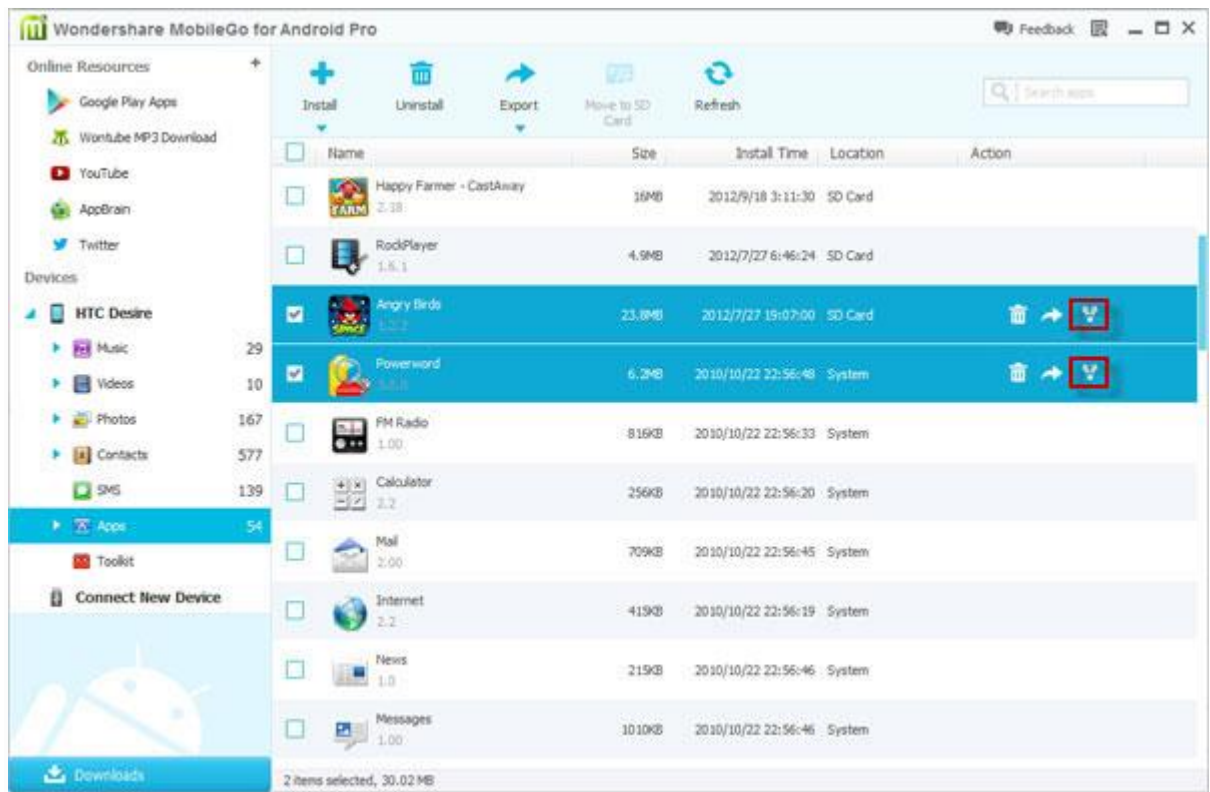 Wondershare MobileGo for Android Pro
Feedback
Online Resources +
Google Play Apps
Wontube MP3 Download
YouTube
AppBrain
Twitter
Devices
HTC Desire
Music 29
Videos 10
Photos 167
Contacts 577
SMS 139
Apps 54
Toolkit
Connect New Device
Downloads
Install
Uninstall
Export
Move to SD
Card
Refresh
Search apps
Name Size Install Time Location Action
Happy Farmer - CastAway
2.18
16MB 2012/9/18 3:11:30 SD Card
FARM
RockPlayer
1.6.1
4.9MB 2012/7/27 6:46:24 SD Card
Angry Birds
23.8MB 2012/7/27 19:07:00 SD Card
SPACE
Powerword
6.2MB 2010/10/22 22:56:48 System
FM Radio
1.00
816KB 2010/10/22 22:56:33 System
Calculator
2.2
256KB 2010/10/22 22:56:20 System
Mail
2.00
709KB 2010/10/22 22:56:45 System
Internet
2.2
415KB 2010/10/22 22:56:19 System
News
1.0
215KB 2010/10/22 22:56:46 System
Messages
1.00
1010KB 2010/10/22 22:56:46 System
2 items selected, 30.02 MB